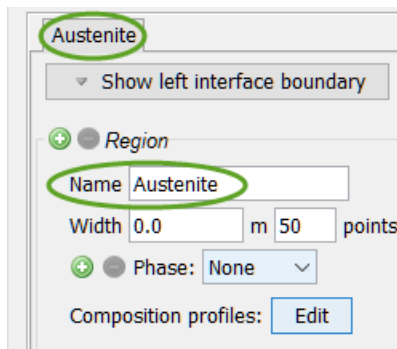 Austenite
Show left interface boundary
Region
Name Austenite
Width 0.0 m 50 points
Phase: None
Composition profiles: Edit